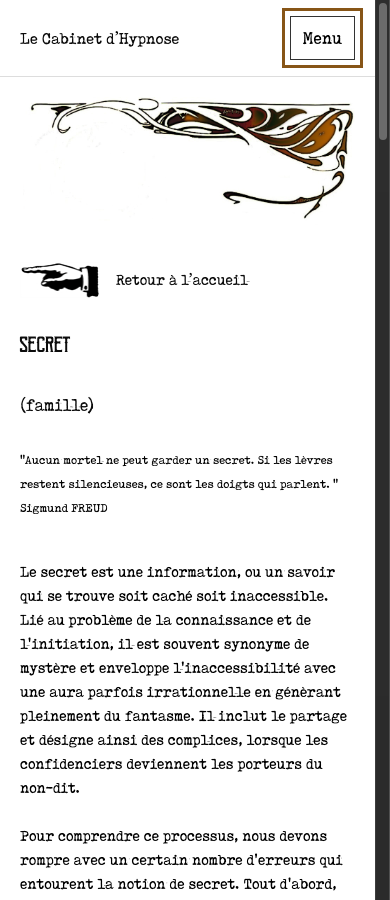 Le Cabinet d’Hypnose
Menu
Retour à l’accueil
SECRET
(famille)
"Aucun mortel ne peut garder un secret. Si les lèvres
restent silencieuses, ce sont les doigts qui parlent. "
Sigmund FREUD
Le secret est une information, ou un savoir
qui se trouve soit caché soit inaccessible.
Lié au problème de la connaissance et de
l'initiation, il est souvent synonyme de
mystère et enveloppe l'inaccessibilité avec
une aura parfois irrationnelle en génèrant
pleinement du fantasme. Il inclut le partage
et désigne ainsi des complices, lorsque les
confidenciers deviennent les porteurs du
non-dit.
Pour comprendre ce processus, nous devons
rompre avec un certain nombre d'erreurs qui
entourent la notion de secret. Tout d'abord,